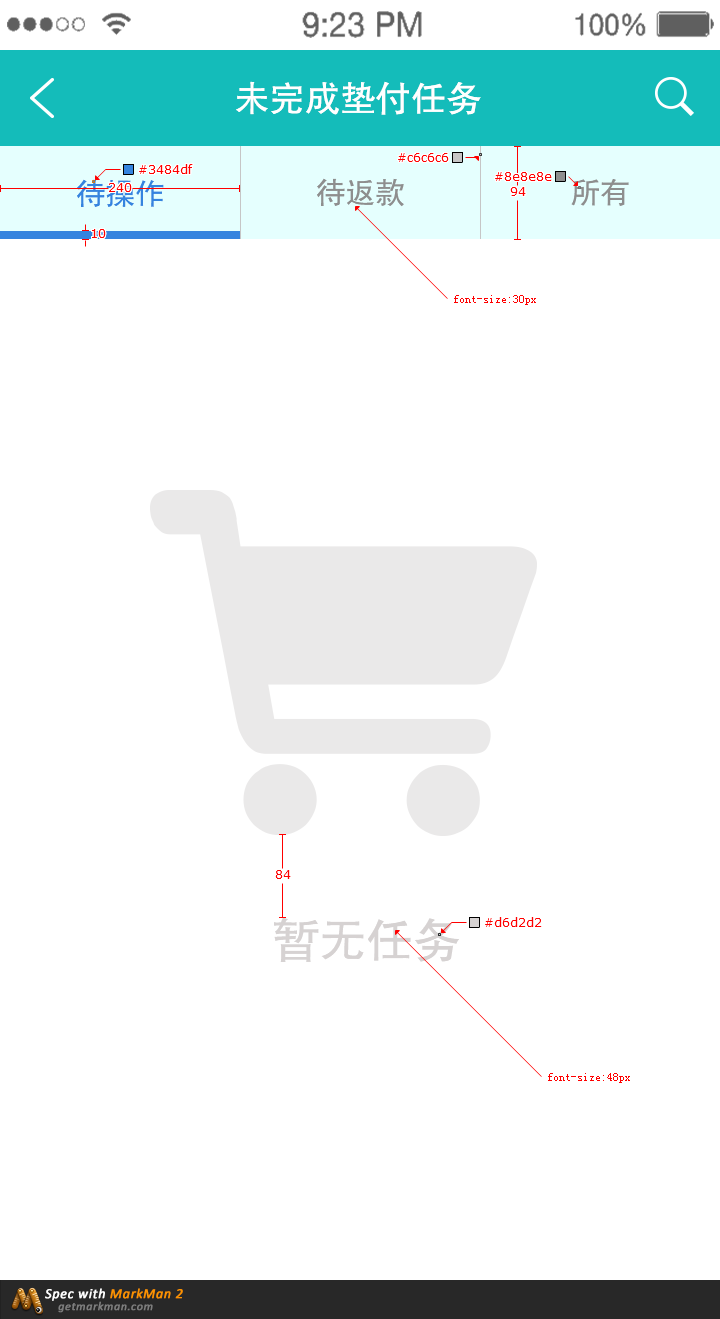 9:23 PM
100%
未完成垫付任务
#3484df
#c6c6c6
#8e8e8e
240
94
待操作
待返款
所有
10
font-size:30px
84
#d6d2d2
暂无任务
font-size:48px
Spec with MarkMan 2
getmarkman.com